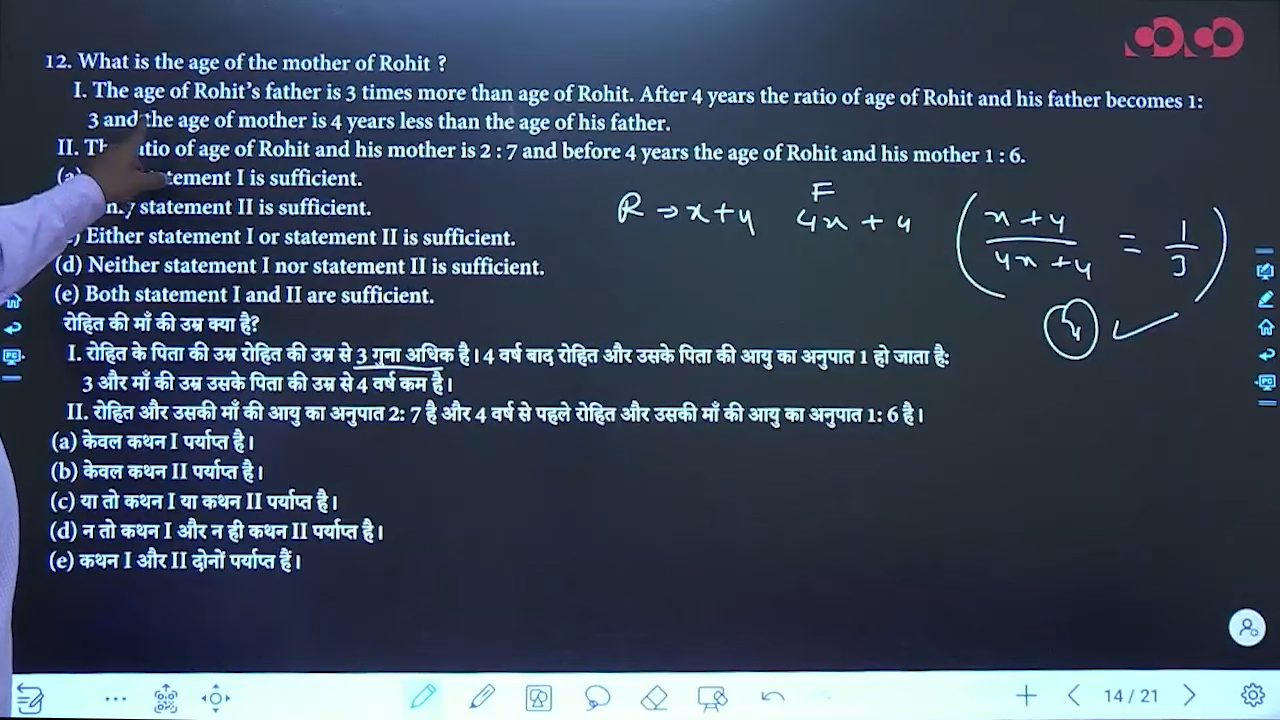 12. What is the age of the mother of Rohit ?
I. The age of Rohit's father is 3 times more than age of Rohit. After 4 years the ratio of age of Rohit and his father becomes 1:
3 and the age of mother is 4 years less than the age of his father.
II. Th ratio of age of Rohit and his mother is 2 : 7 and before 4 years the age of Rohit and his mother 1 : 6.
(a) statement I is sufficient.
statement II is sufficient.
Either statement I or statement II is sufficient.
(d) Neither statement I nor statement II is sufficient.
(e) Both statement I and II are sufficient.
रोहित की माँ की उम्र क्या है?
I. रोहित के पिता की उम्र रोहित की उम्र से 3 गुना अधिक है। 4 वर्ष बाद रोहित और उसके पिता की आयु का अनुपात 1 हो जाता है:
3 और माँ की उम्र उसके पिता की उम्र से 4 वर्ष कम है।
II. रोहित और उसकी माँ की आयु का अनुपात 2: 7 है और 4 वर्ष से पहले रोहित और उसकी माँ की आयु का अनुपात 1: 6 है।
(a) केवल कथन I पर्याप्त है।
(b) केवल कथन II पर्याप्त है।
(c) या तो कथन I या कथन II पर्याप्त है।
(d) न तो कथन I और न ही कथन II पर्याप्त है।
(e) कथन I और II दोनों पर्याप्त हैं।
F
R → x+4 4x + 4
(x+4 / 4x+4 = 1/3)
14 / 21